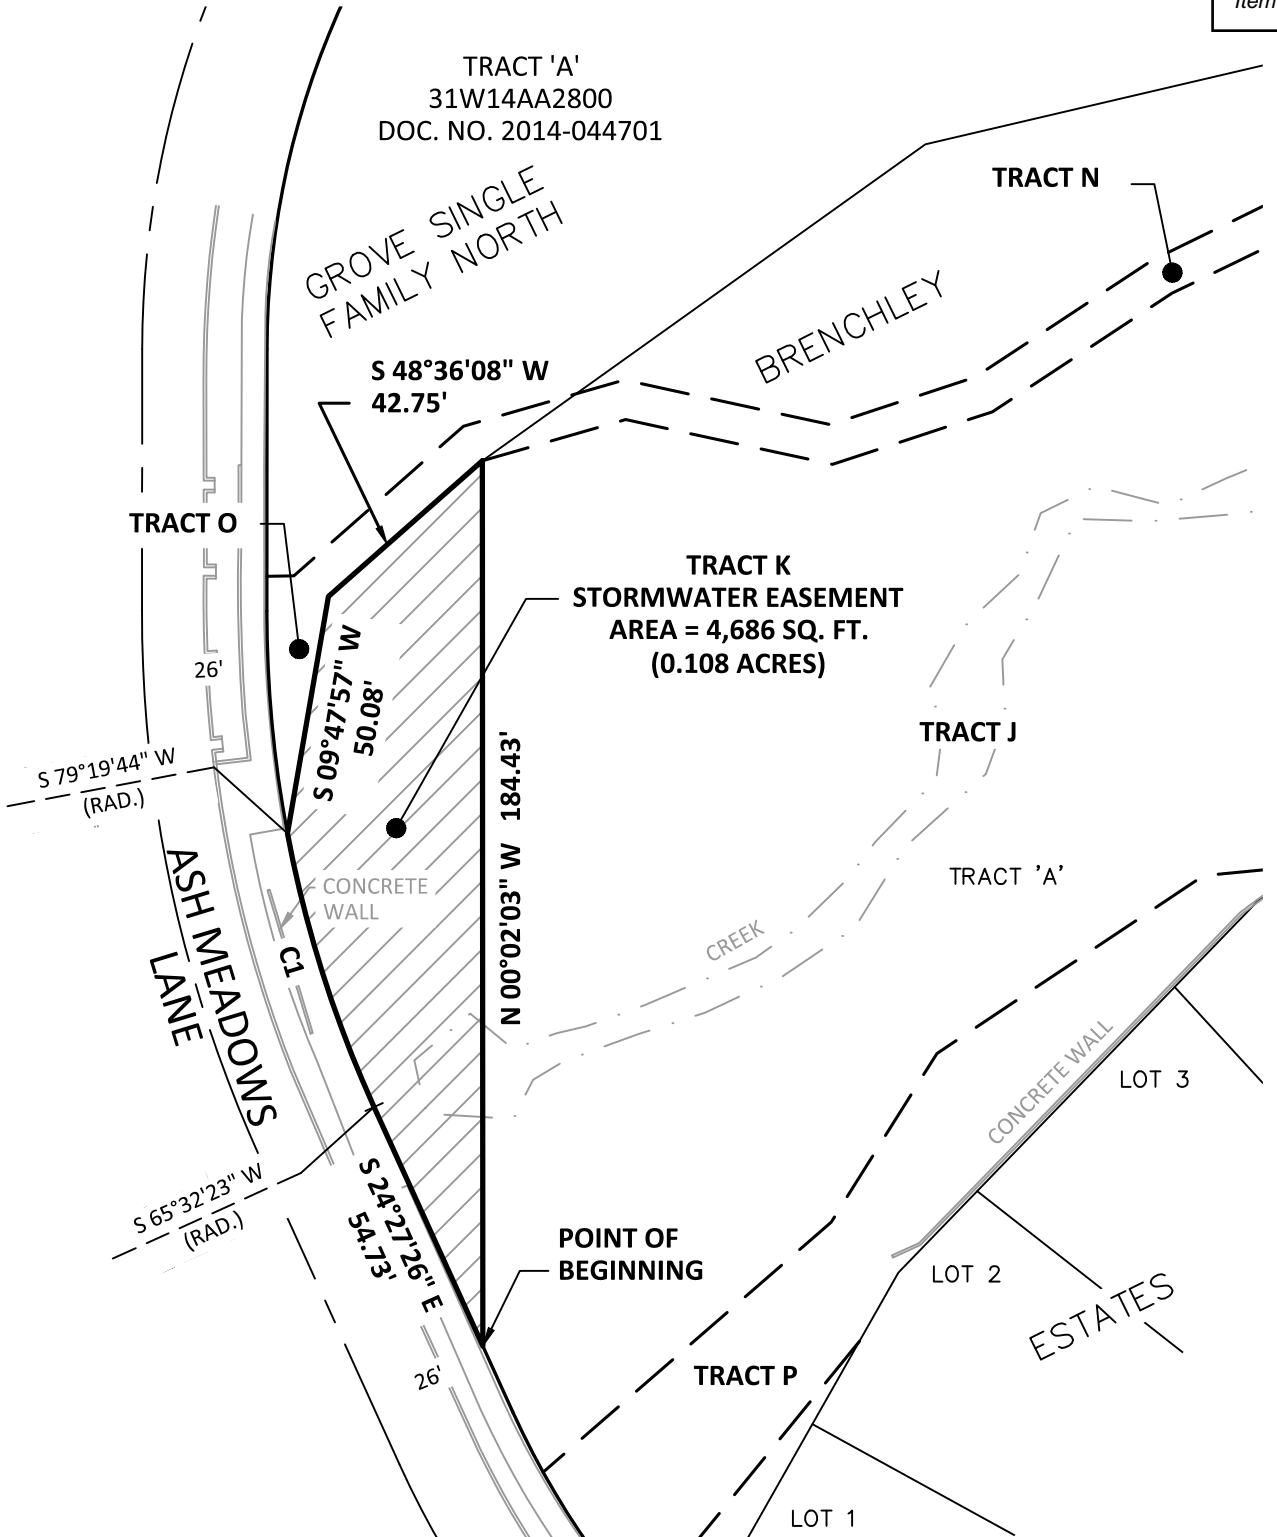 Item
TRACT 'A'
31W14AA2800
DOC. NO. 2014-044701
TRACT N
GROVE SINGLE
FAMILY NORTH
BRENCHLEY
S 48°36'08" W
42.75'
TRACT O
TRACT K
STORMWATER EASEMENT
AREA = 4,686 SQ. FT.
(0.108 ACRES)
26'
S 09°47'57" W
50.08'
TRACT J
S 79°19'44" W
(RAD.)
N 00°02'03" W 184.43'
ASH MEADOWS
LANE
CONCRETE
WALL
TRACT 'A'
C1
CREEK
CONCRETE WALL
LOT 3
S 65°32'23" W
(RAD.)
S 24°27'26" E
54.73'
POINT OF
BEGINNING
LOT 2
ESTATES
26'
TRACT P
LOT 1